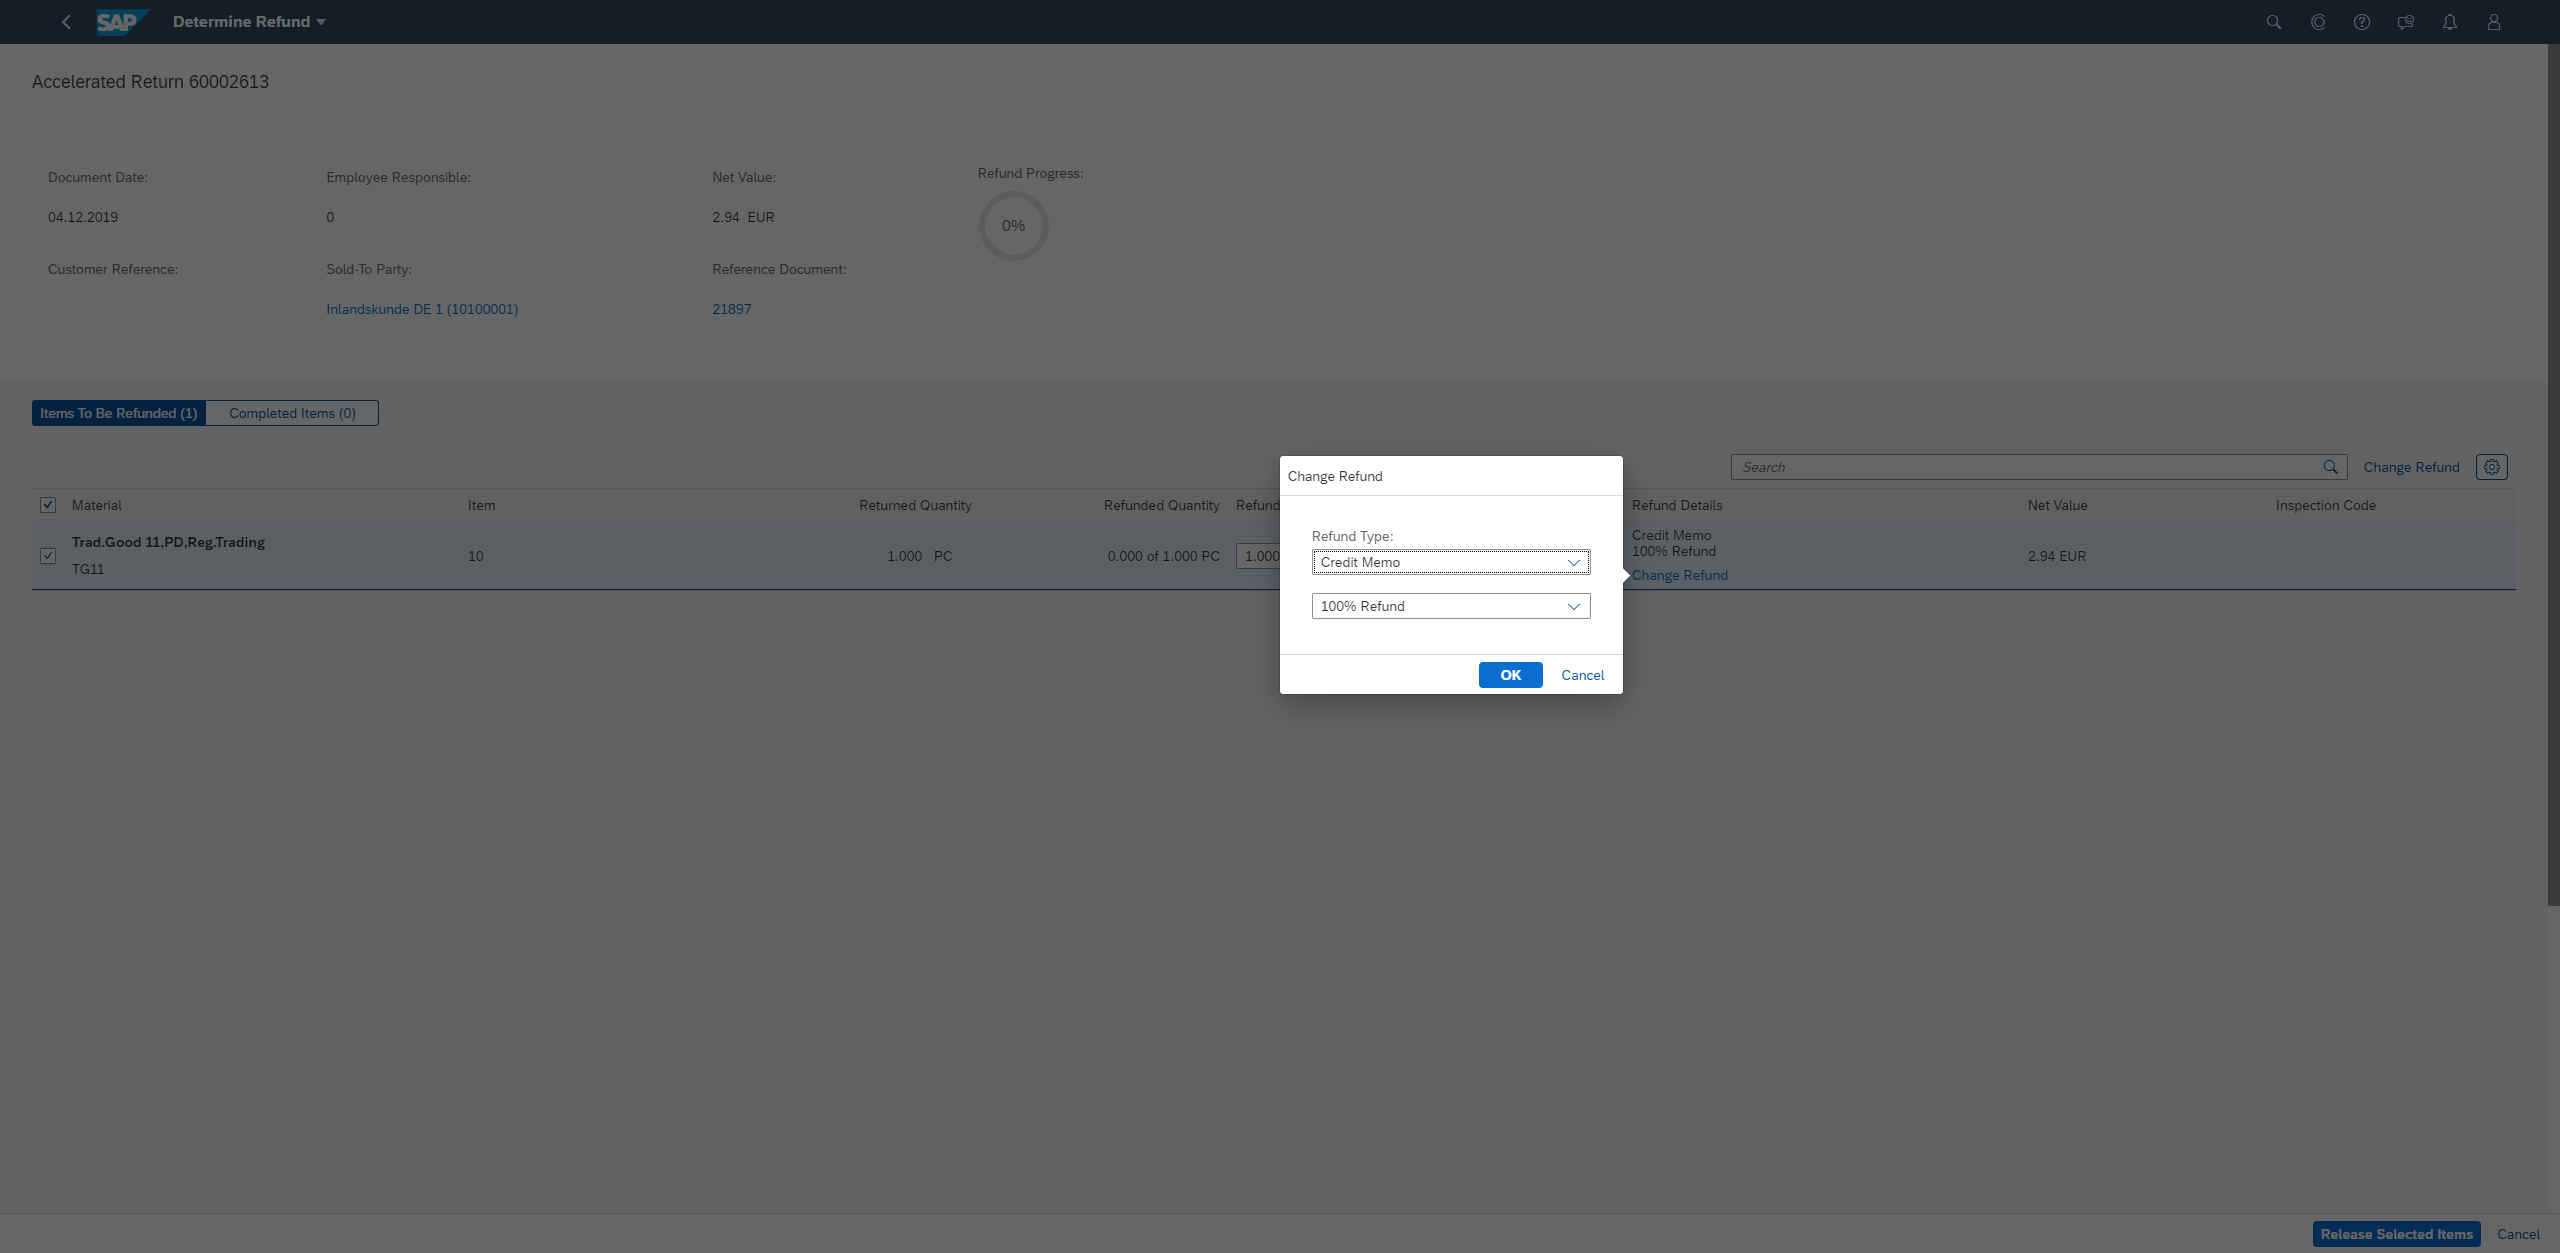 SAP
Determine Refund
Accelerated Return 60002613
Document Date:
04.12.2019
Employee Responsible:
0
Net Value:
2.94 EUR
Refund Progress:
0%
Customer Reference:
Sold-To Party:
Inlandskunde DE 1 (10100001)
Reference Document:
21897
Items To Be Refunded (1)
Completed Items (0)
Search
Change Refund
Material
Item
Returned Quantity
Refunded Quantity
Refund
Refund Details
Net Value
Inspection Code
Trad.Good 11,PD,Reg.Trading
TG11
10
1.000 PC
0.000 of 1.000 PC
1.000
Credit Memo
100% Refund
Change Refund
2.94 EUR
Change Refund
Refund Type:
Credit Memo
100% Refund
OK
Cancel
Release Selected Items
Cancel